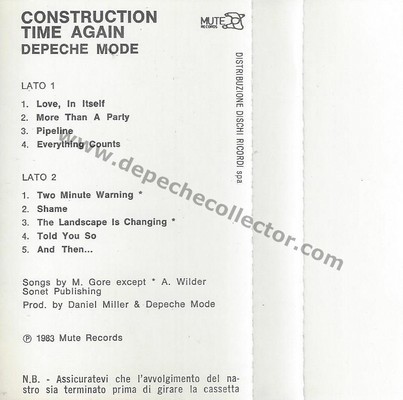 CONSTRUCTION
TIME AGAIN
DEPECHE MODE
MUTE
RECORDS
DISTRIBUZIONE DISCHI RICORDI spa
LATO 1
1. Love, In Itself
2. More Than A Party
3. Pipeline
4. Everything Counts
LATO 2
1. Two Minute Warning *
2. Shame
3. The Landscape Is Changing *
4. Told You So
5. And Then...
Songs by M. Gore except * A. Wilder
Sonet Publishing
Prod. by Daniel Miller & Depeche Mode
℗ 1983 Mute Records
N.B. - Assicuratevi che l'avvolgimento del na-
stro sia terminato prima di girare la cassetta
www.depechecollector.com